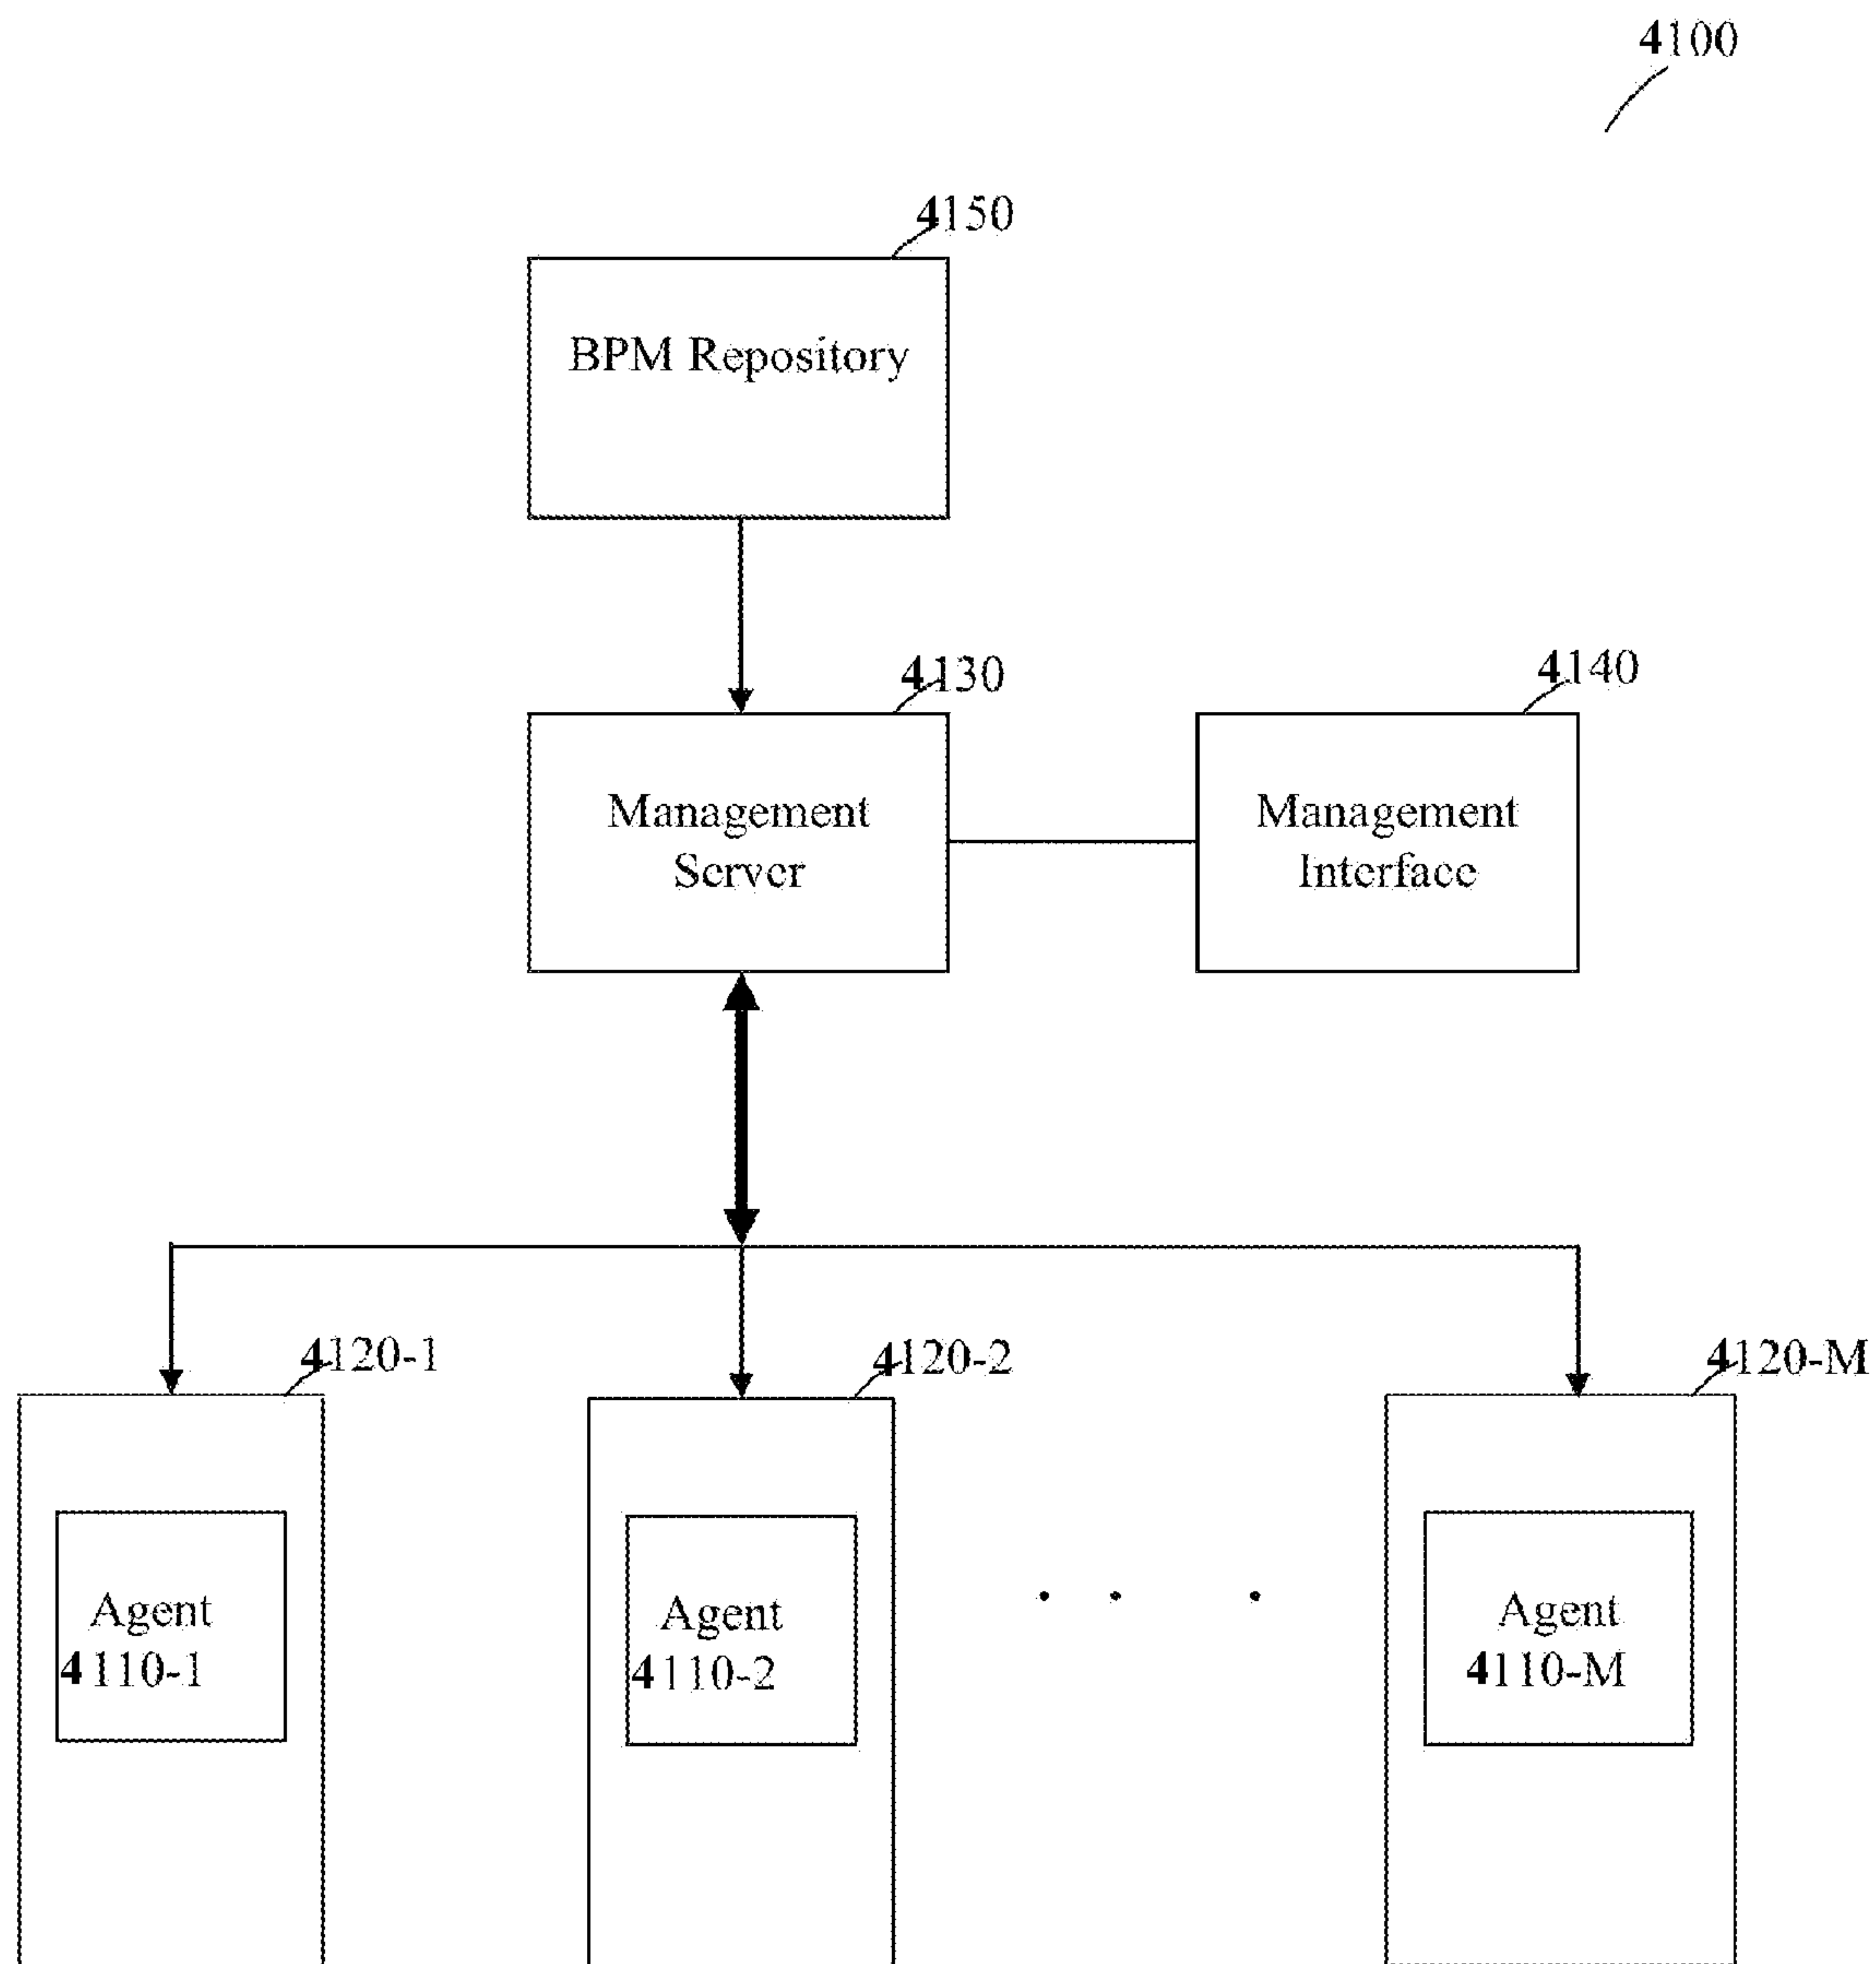 4100
4150
BPM Repository
4130
4140
Management
Server
Management
Interface
4120-1
4120-2
4120-M
Agent
4110-1
Agent
4110-2
Agent
4110-M